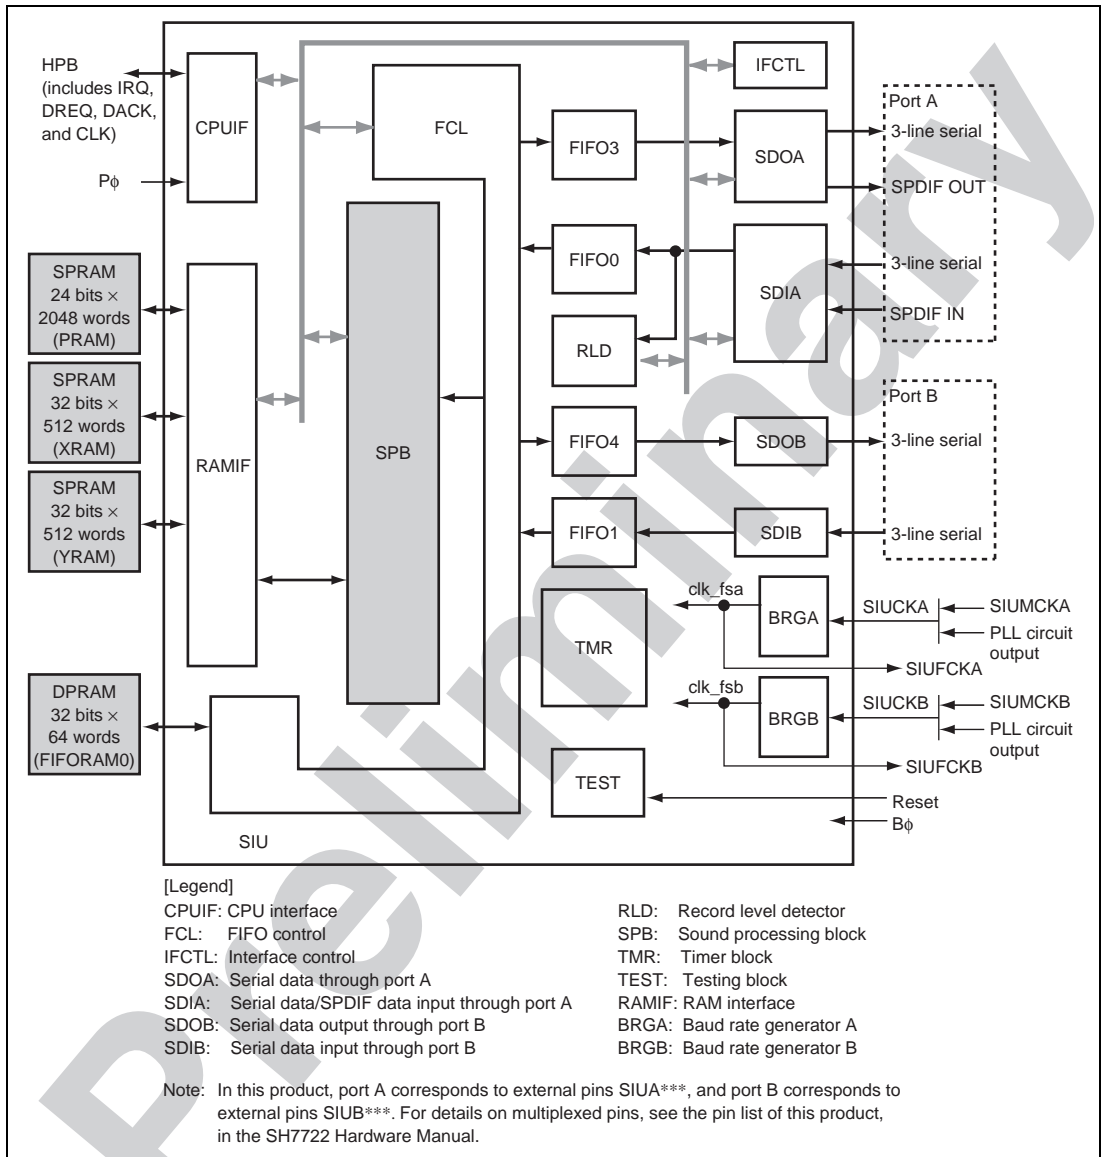 HPB
(includes IRQ,
DREQ, DACK,
and CLK)
Pϕ
CPUIF
FCL
IFCTL
FIFO3
SDOA
Port A
3-line serial
SPDIF OUT
FIFO0
SDIA
3-line serial
SPDIF IN
RLD
SPRAM
24 bits ×
2048 words
(PRAM)
SPRAM
32 bits ×
512 words
(XRAM)
SPRAM
32 bits ×
512 words
(YRAM)
RAMIF
SPB
FIFO4
SDOB
Port B
3-line serial
FIFO1
SDIB
3-line serial
TMR
clk_fsa
BRGA
SIUCKA
SIUMCKA
PLL circuit
output
SIUFCKA
clk_fsb
BRGB
SIUCKB
SIUMCKB
PLL circuit
output
SIUFCKB
DPRAM
32 bits ×
64 words
(FIFORAM0)
TEST
Reset
Bϕ
SIU
[Legend]
CPUIF: CPU interface
FCL: FIFO control
IFCTL: Interface control
SDOA: Serial data through port A
SDIA: Serial data/SPDIF data input through port A
SDOB: Serial data output through port B
SDIB: Serial data input through port B
RLD: Record level detector
SPB: Sound processing block
TMR: Timer block
TEST: Testing block
RAMIF: RAM interface
BRGA: Baud rate generator A
BRGB: Baud rate generator B
Note: In this product, port A corresponds to external pins SIUA***, and port B corresponds to
external pins SIUB***. For details on multiplexed pins, see the pin list of this product,
in the SH7722 Hardware Manual.
Preliminary